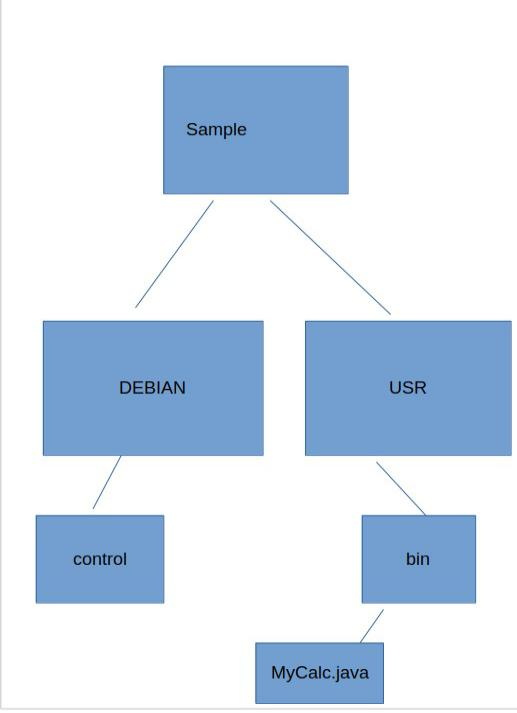 Sample
DEBIAN
USR
control
bin
MyCalc.java